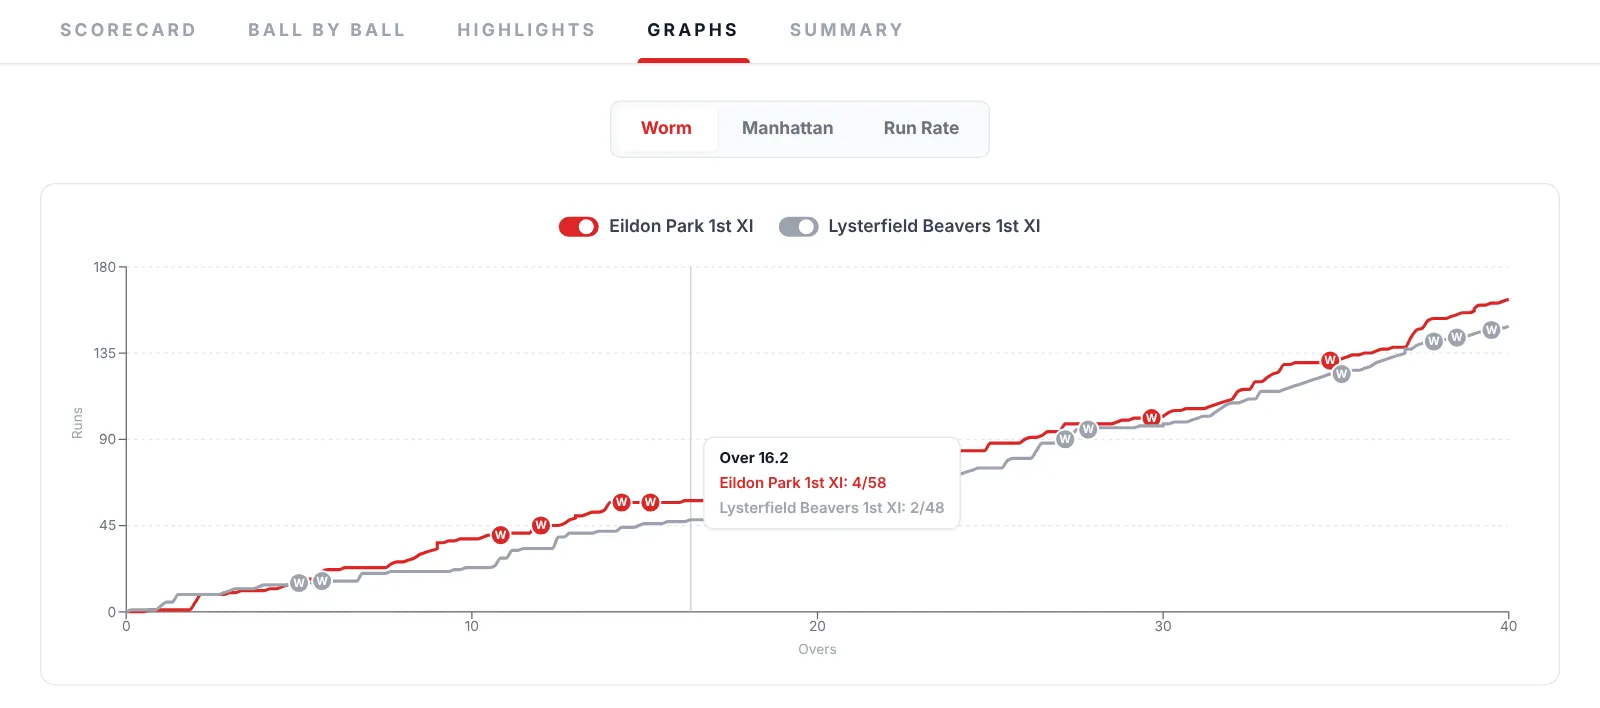 SCORECARD BALL BY BALL HIGHLIGHTS GRAPHS SUMMARY
Worm Manhattan Run Rate
Eildon Park 1st XI Lysterfield Beavers 1st XI
180
135
90
45
0
Runs
W W W W W W W W W W W W W W W
Over 16.2
Eildon Park 1st XI: 4/58
Lysterfield Beavers 1st XI: 2/48
0 10 20 30 40
Overs